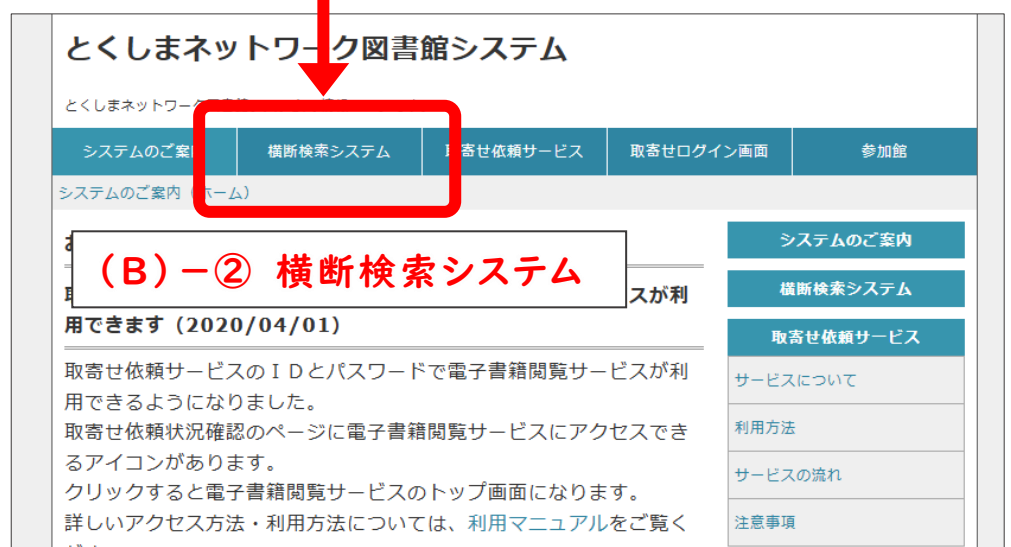 とくしまネットワーク図書館システム
とくしまネットワーク
システムのご案内 横断検索システム 取寄せ依頼サービス 取寄せログイン画面 参加館
システムのご案内（ホーム）
(B)－② 横断検索システム
スが利
用できます（2020/04/01）
取寄せ依頼サービスのＩＤとパスワードで電子書籍閲覧サービスが利
用できるようになりました。
取寄せ依頼状況確認のページに電子書籍閲覧サービスにアクセスでき
るアイコンがあります。
クリックすると電子書籍閲覧サービスのトップ画面になります。
詳しいアクセス方法・利用方法については、利用マニュアルをご覧く
システムのご案内
横断検索システム
取寄せ依頼サービス
サービスについて
利用方法
サービスの流れ
注意事項